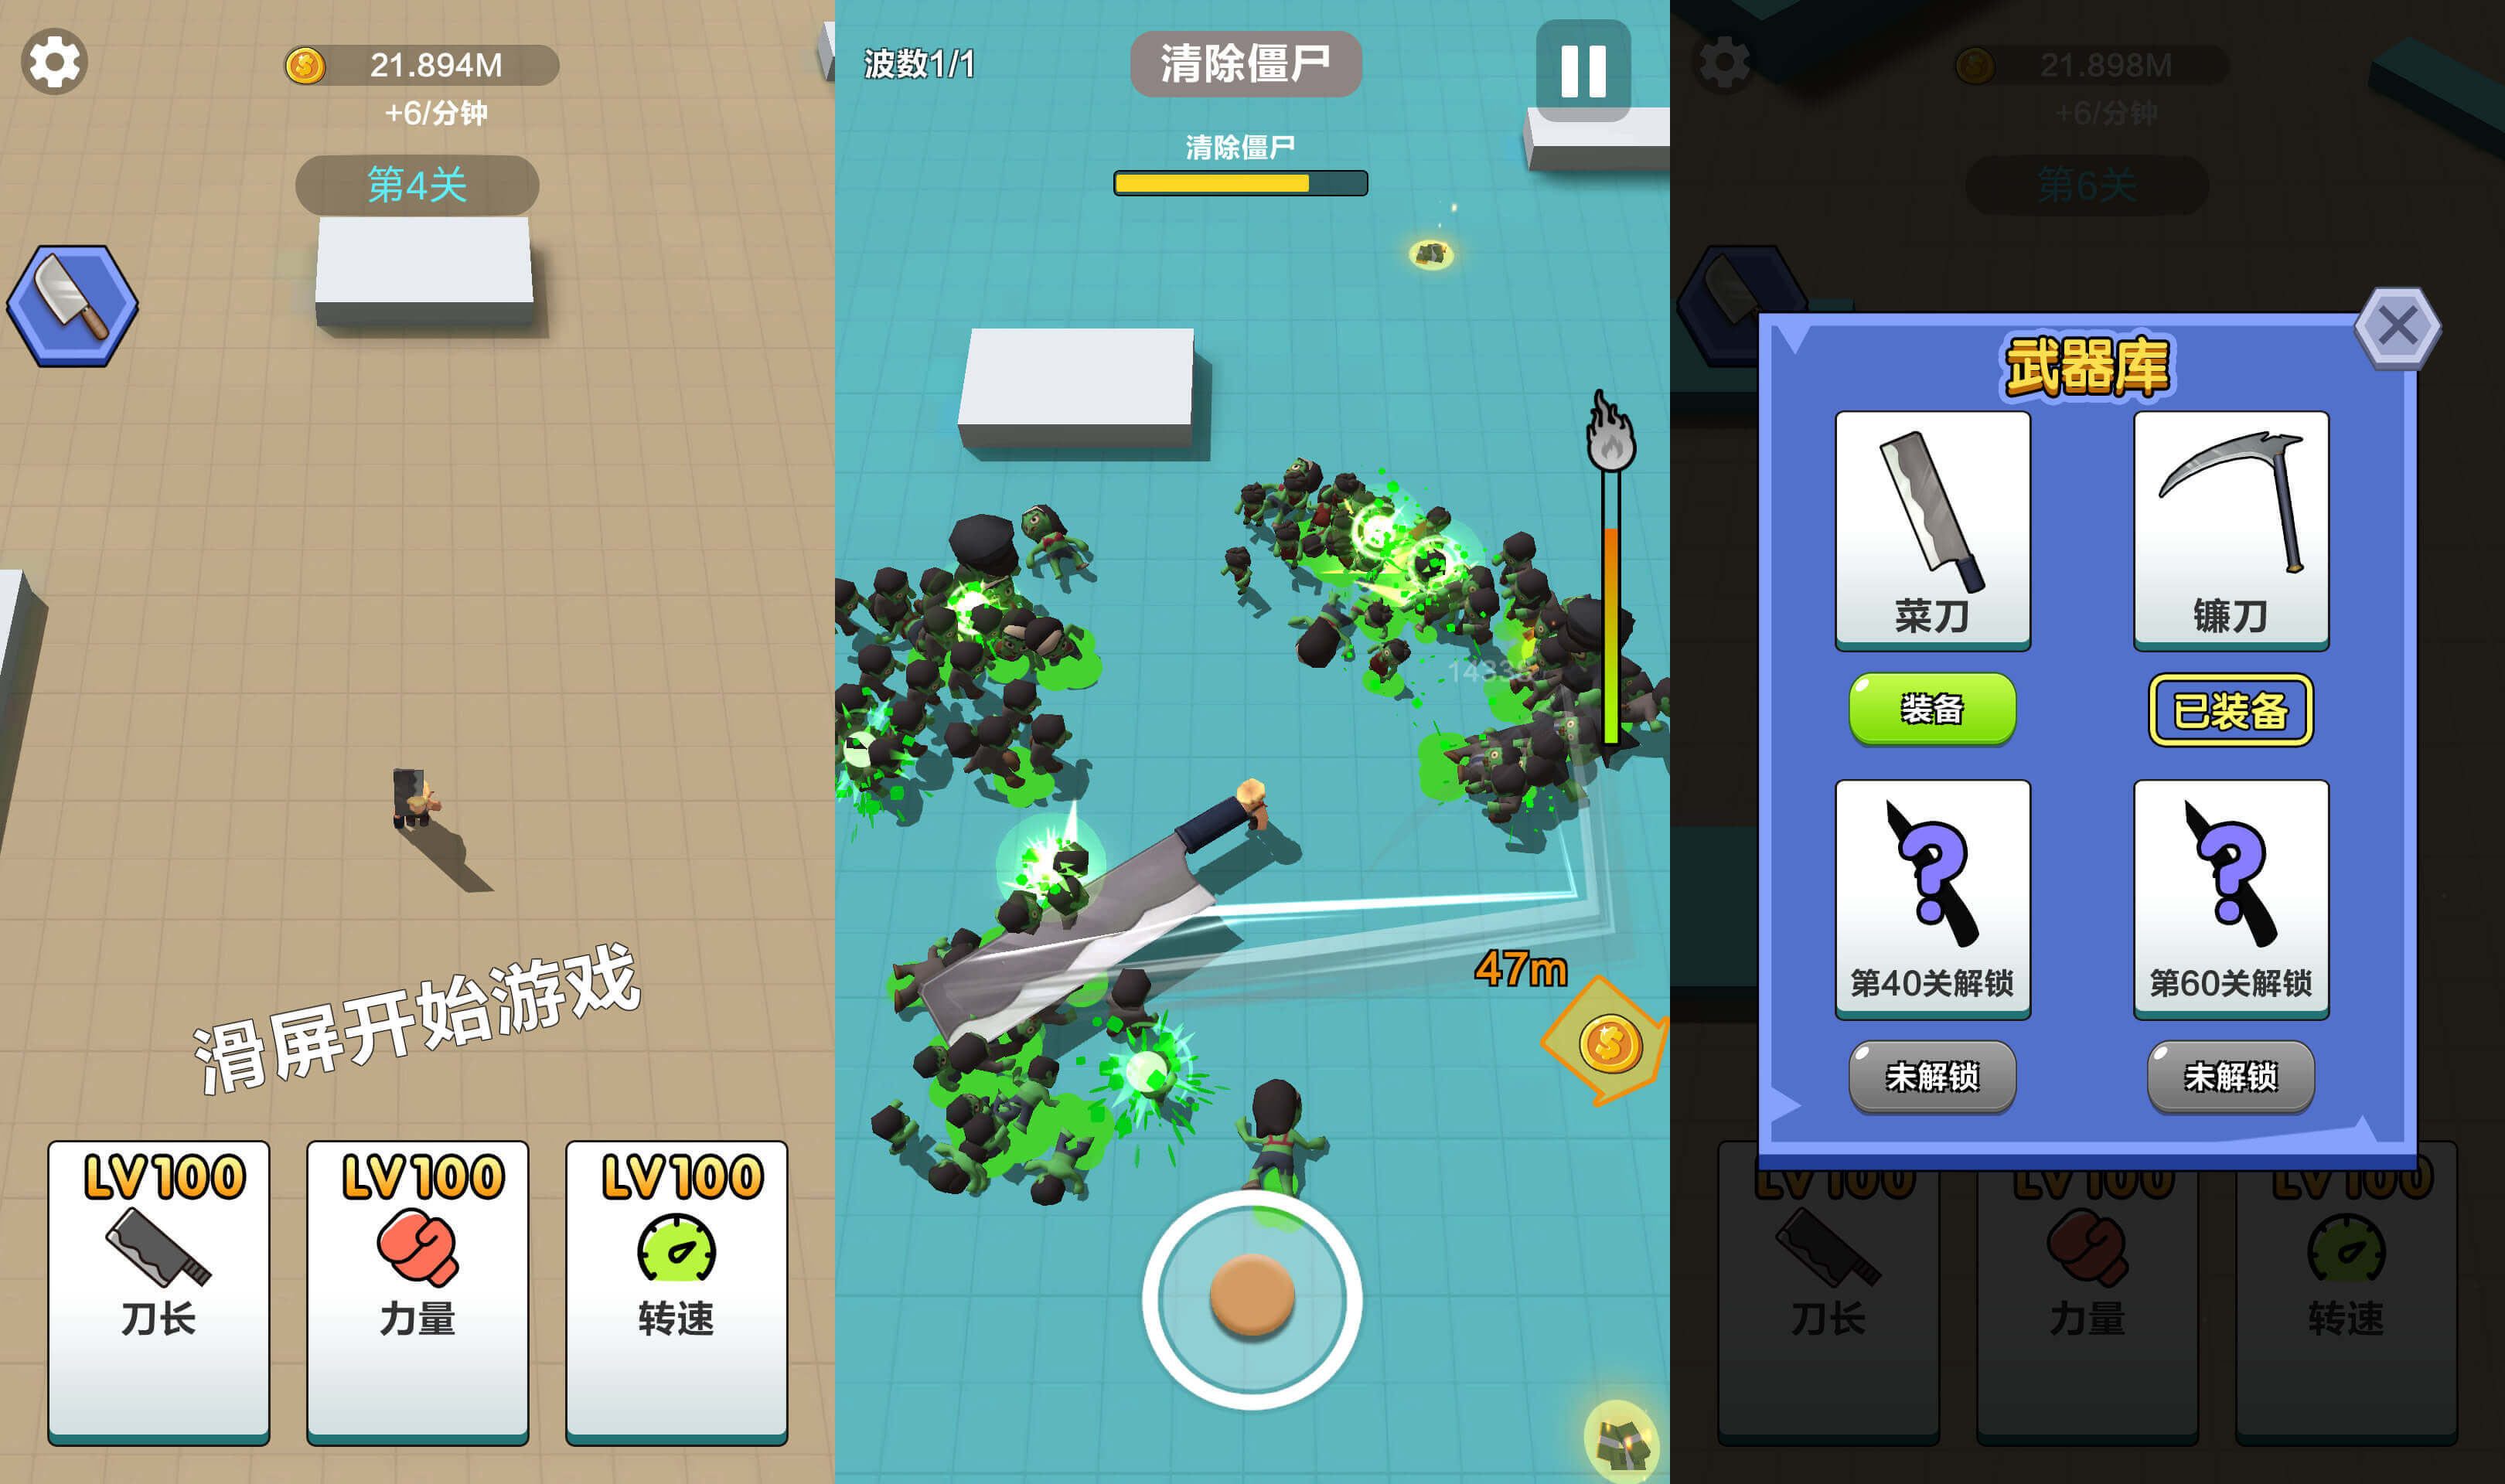 21.894M
+6/分钟
第4关
滑屏开始游戏
LV100
LV100
LV100
刀长
力量
转速
波数1/1
清除僵尸
清除僵尸
47m
21.898M
+6/分钟
第6关
武器库
菜刀
镰刀
装备
已装备
第40关解锁
第60关解锁
未解锁
未解锁
LV100
LV100
LV100
刀长
力量
转速